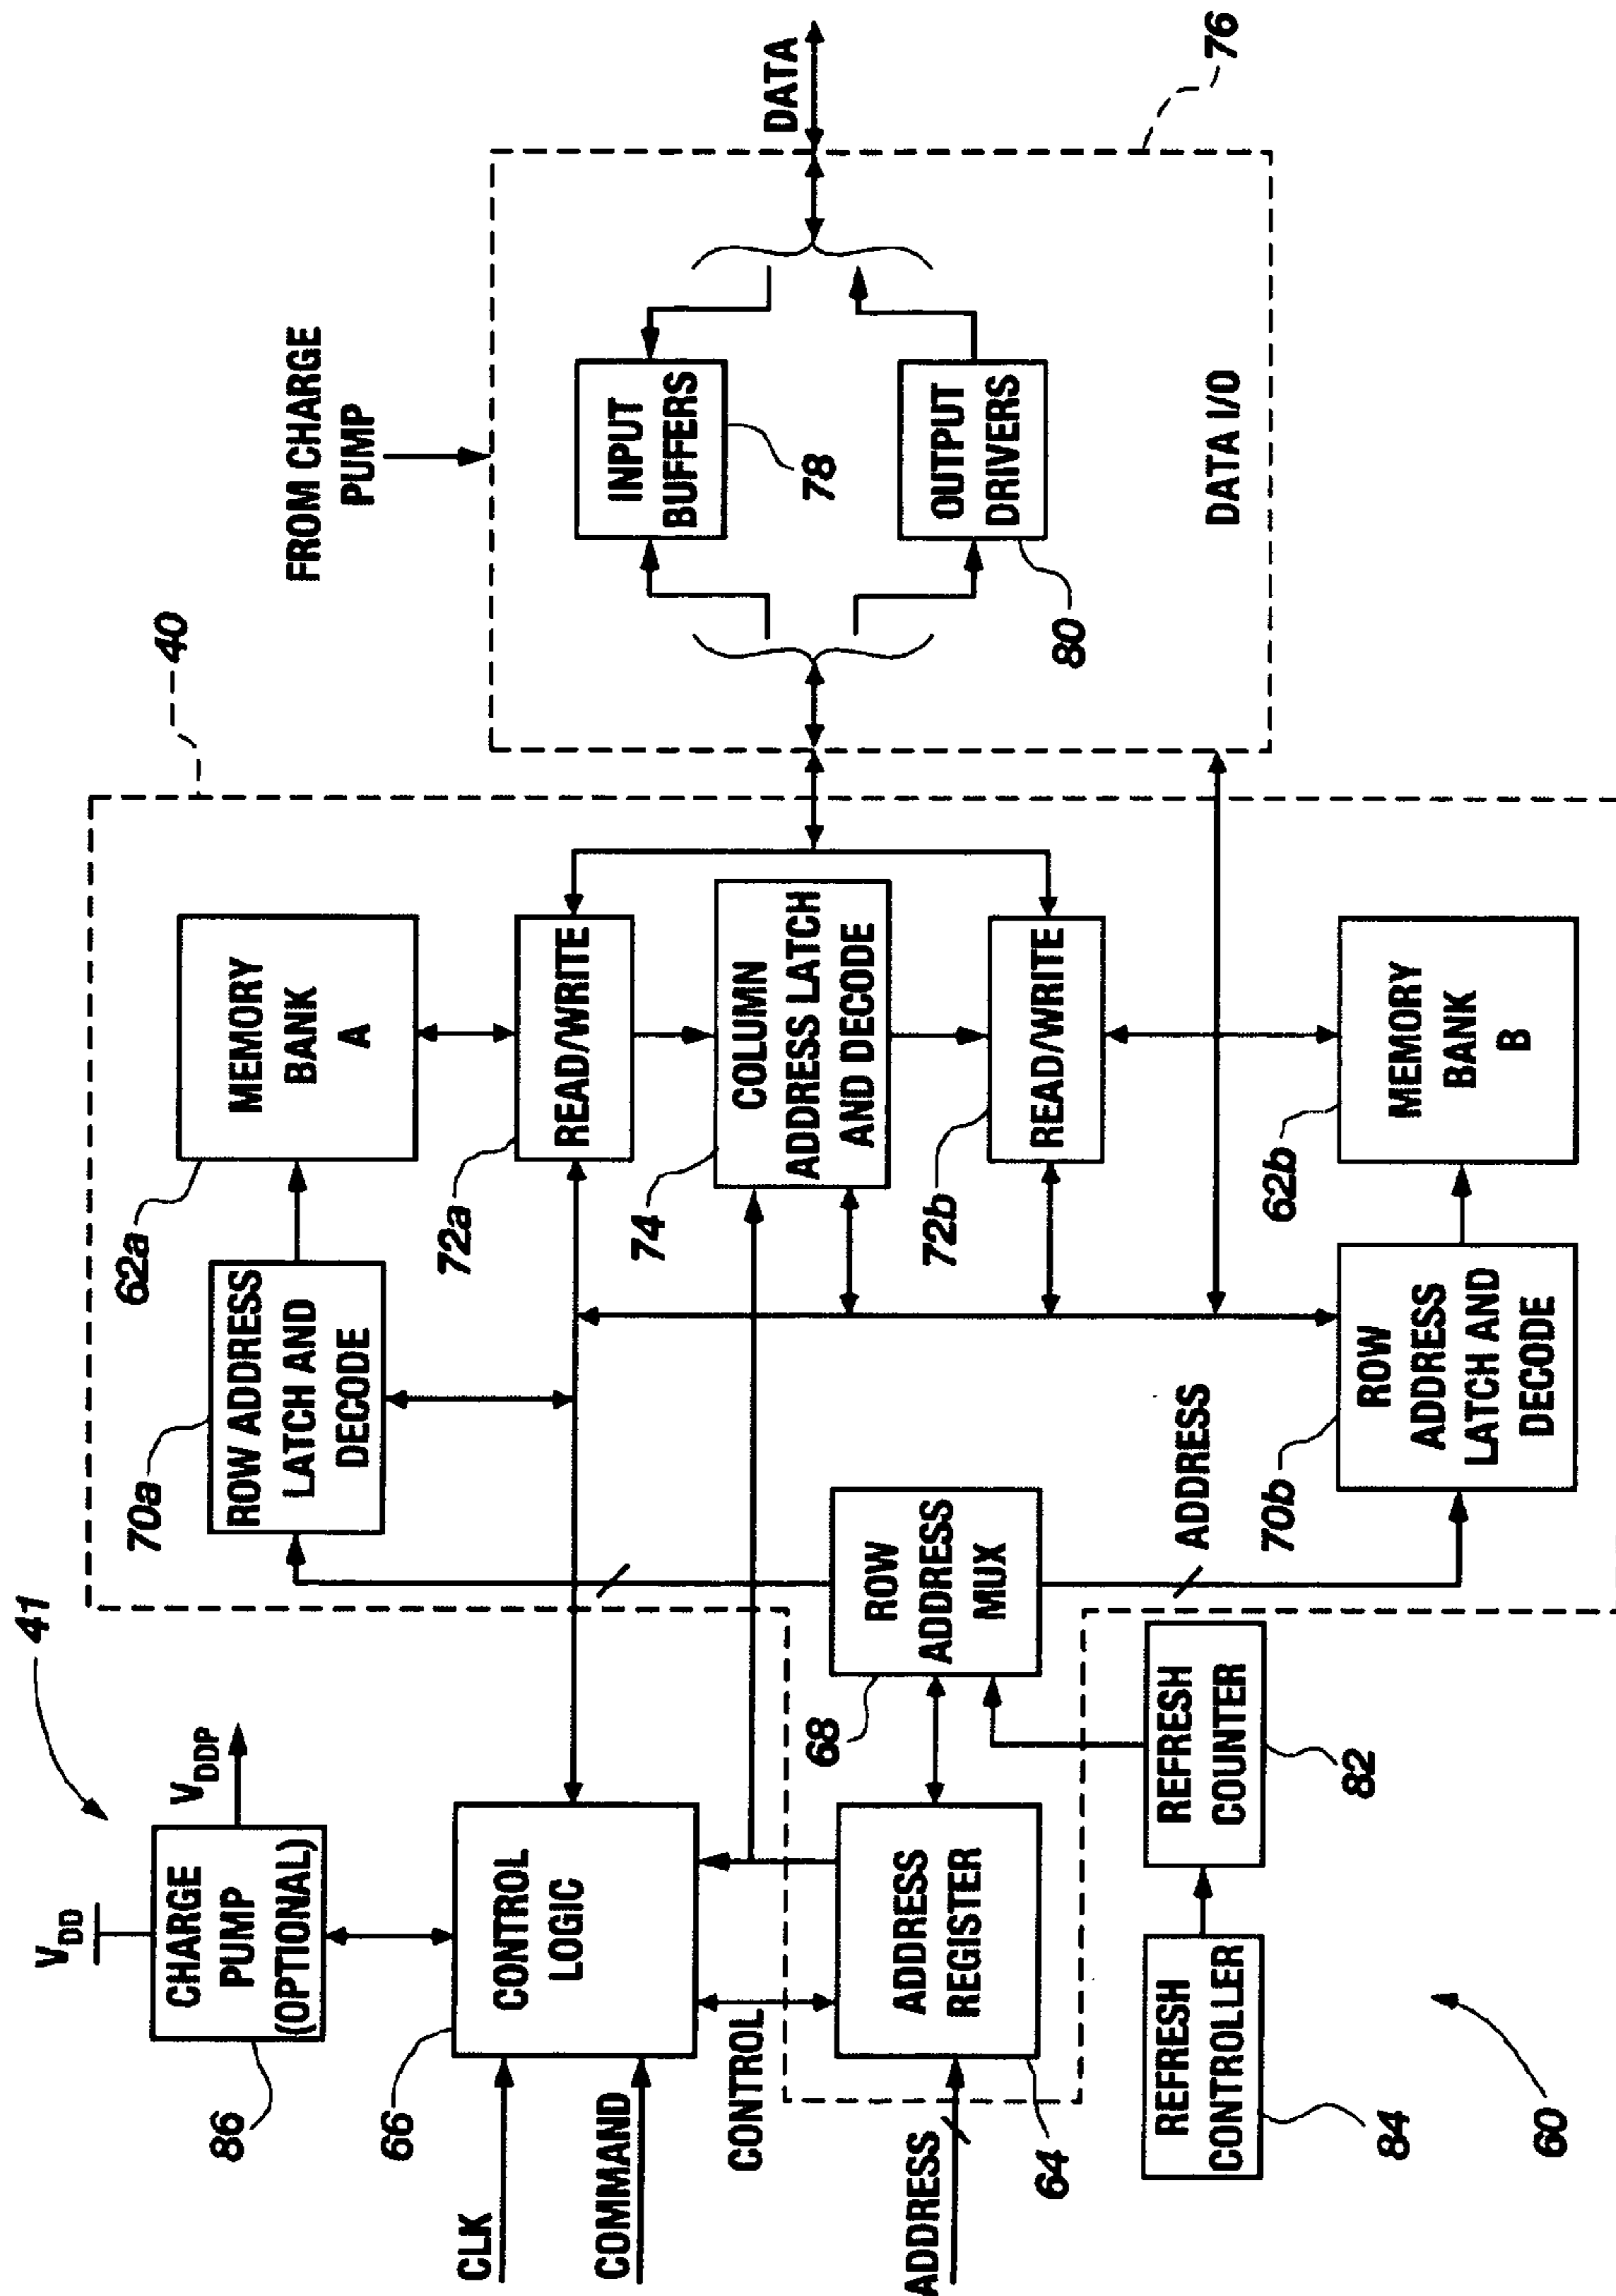 41
V_DD
CHARGE
PUMP
(OPTIONAL)
86
V_DDP
CLK
COMMAND
CONTROL
LOGIC
66
CONTROL
ADDRESS
ADDRESS
REGISTER
64
REFRESH
CONTROLLER
84
REFRESH
COUNTER
82
60
ROW
ADDRESS
MUX
68
ADDRESS
40
ROW ADDRESS
LATCH AND
DECODE
70a
MEMORY
BANK
A
62a
READ/WRITE
72a
COLUMN
ADDRESS LATCH
AND DECODE
74
READ/WRITE
72b
MEMORY
BANK
B
62b
ROW
ADDRESS
LATCH AND
DECODE
70b
FROM CHARGE
PUMP
INPUT
BUFFERS
78
OUTPUT
DRIVERS
80
DATA I/O
DATA
76